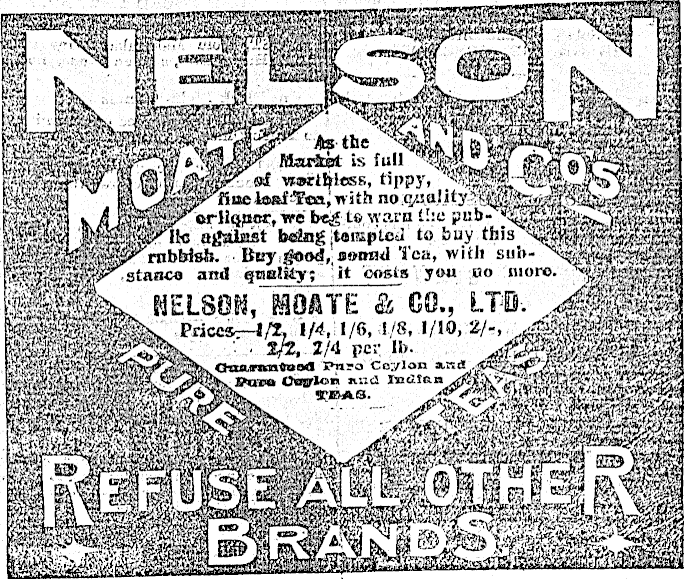 NELSON
MOATE AND COS
As the
Market is full
of worthless, tippy,
fine leaf Tea, with no quality
or liquor, we beg to warn the pub-
lic against being tempted to buy this
rubbish. Buy good, sound Tea, with sub-
stance and quality; it costs you no more.
NELSON, MOATE & CO., LTD.
Prices—1/2, 1/4, 1/6, 1/8, 1/10, 2/-,
2/2, 2/4 per lb.
Guaranteed Pure Ceylon and
Pure Ceylon and Indian
TEAS.
PURE TEAS
REFUSE ALL OTHER
BRANDS.